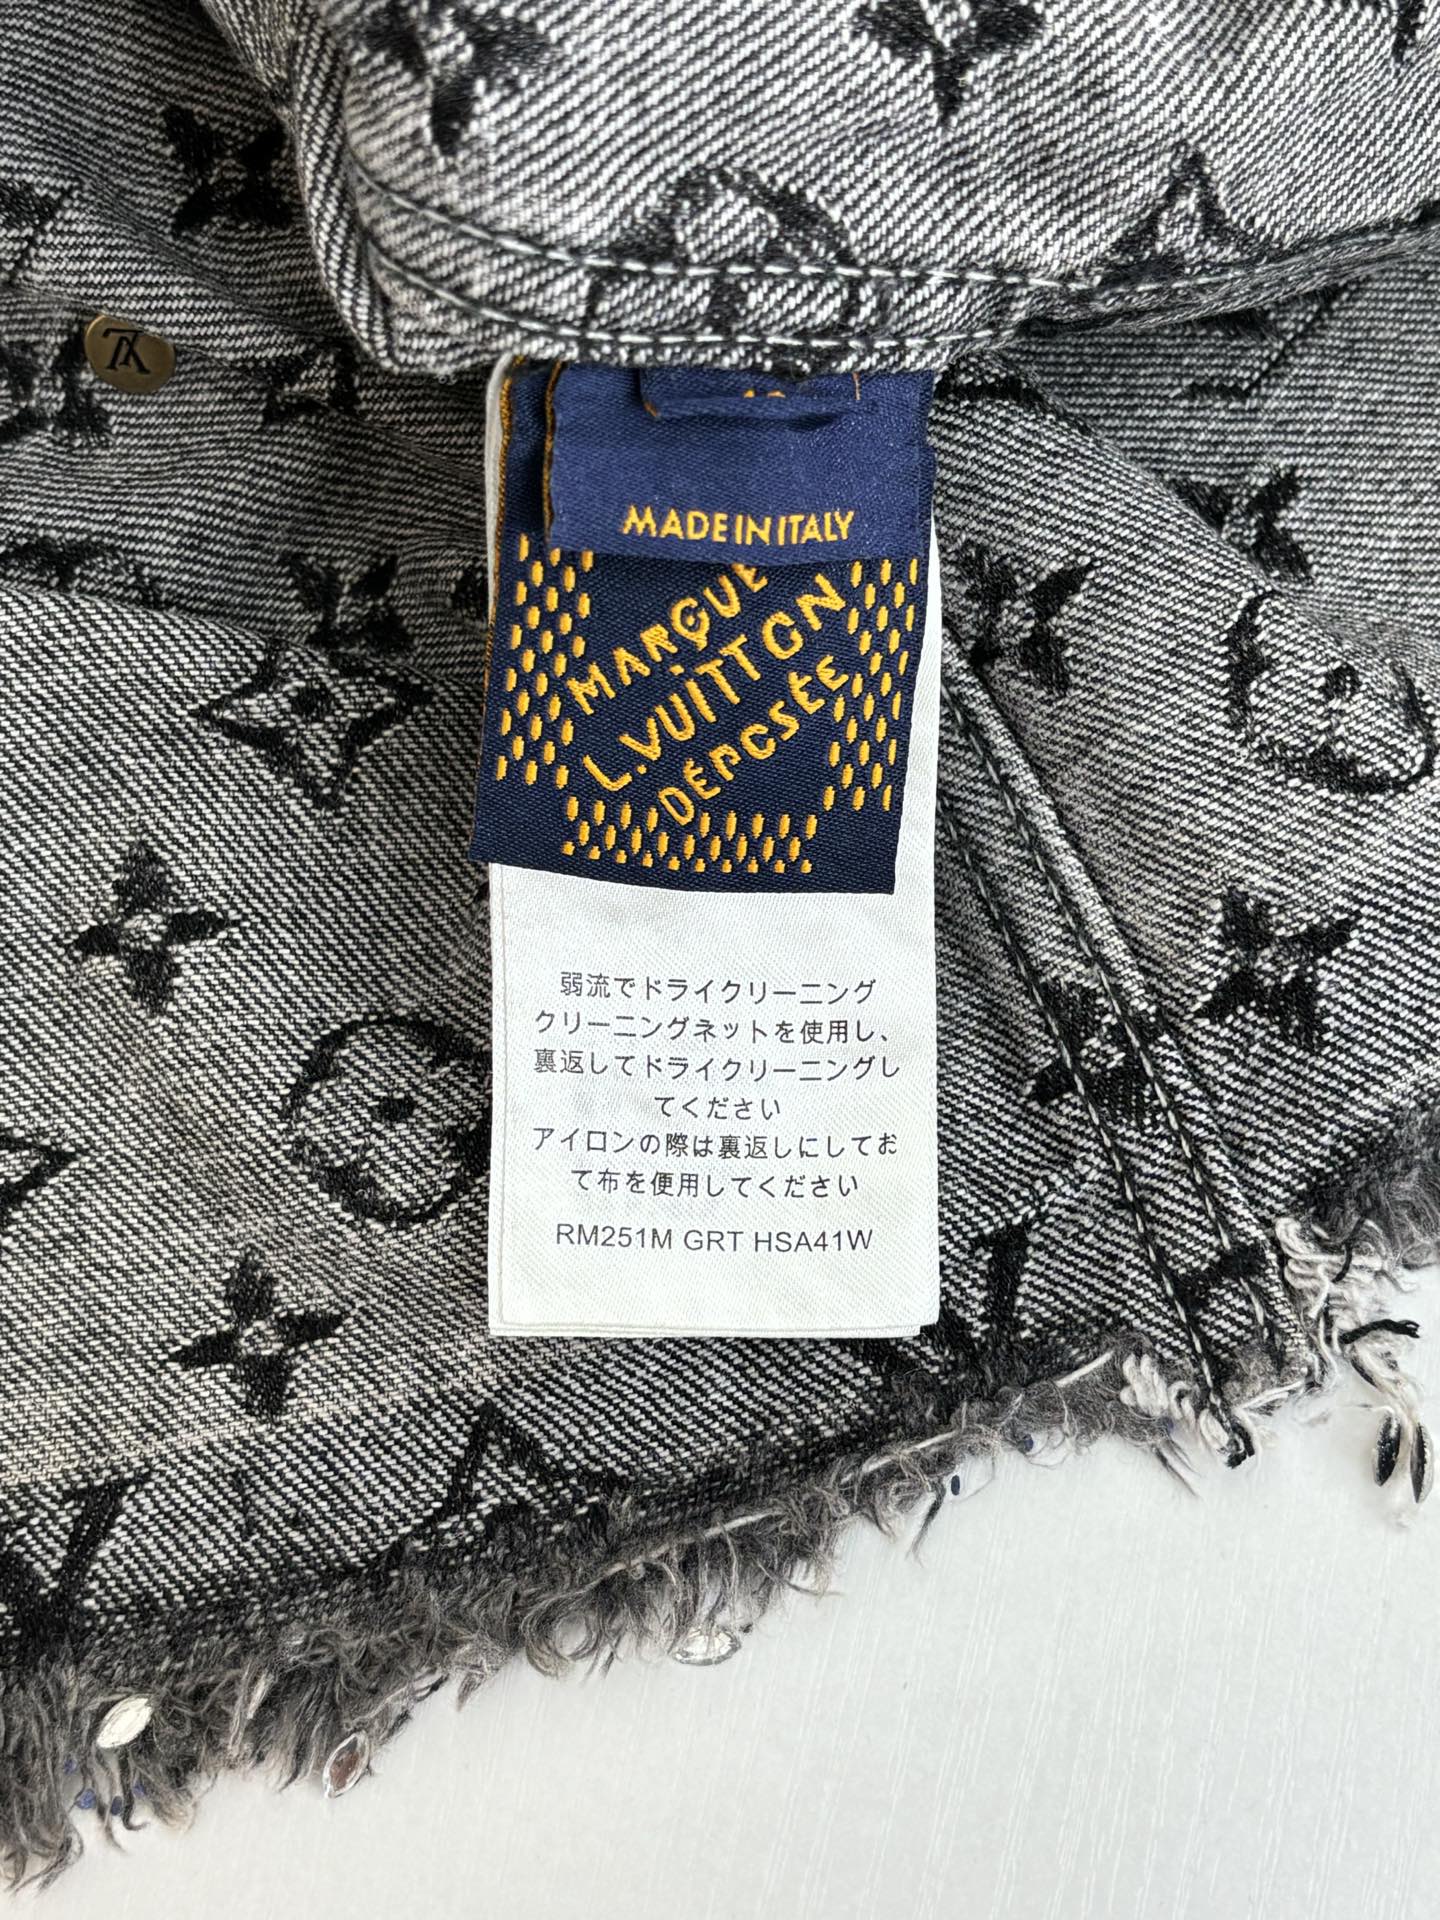 MADE IN ITALY
MARQUE
L.VUITTON
DÉPOSÉE
弱流でドライクリーニング
クリーニングネットを使用し、
裏返してドライクリーニングし
てください
アイロンの際は裏返しにしてお
て布を便用してください
RM251M GRT HSA41W